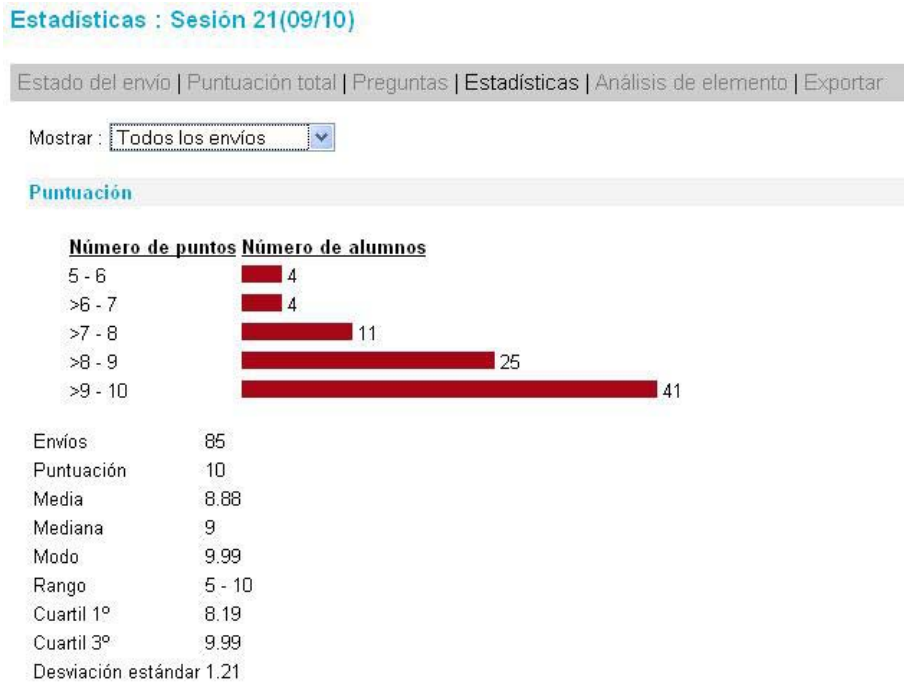 Estadísticas : Sesión 21(09/10)
Estado del envío | Puntuación total | Preguntas | Estadísticas | Análisis de elemento | Exportar
Mostrar : Todos los envíos
Puntuación
Número de puntos Número de alumnos
5 - 6 4
>6 - 7 4
>7 - 8 11
>8 - 9 25
>9 - 10 41
Envíos 85
Puntuación 10
Media 8.88
Mediana 9
Modo 9.99
Rango 5 - 10
Cuartil 1º 8.19
Cuartil 3º 9.99
Desviación estándar 1.21